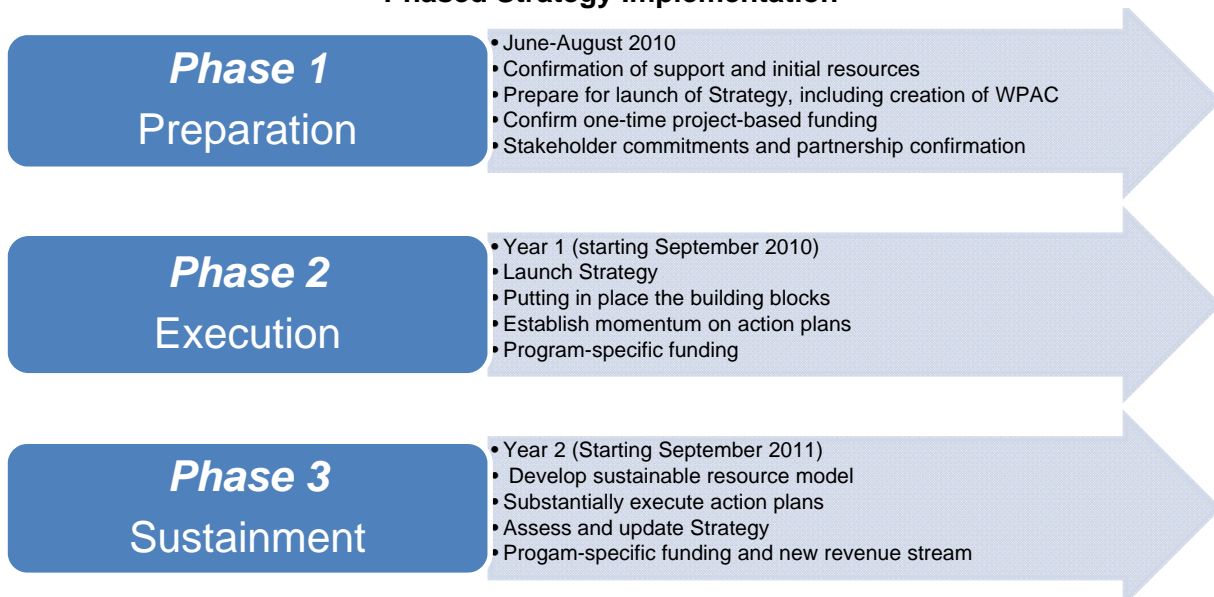 Phased Strategy Implementation
Phase 1
Preparation
• June-August 2010
• Confirmation of support and initial resources
• Prepare for launch of Strategy, including creation of WPAC
• Confirm one-time project-based funding
• Stakeholder commitments and partnership confirmation
Phase 2
Execution
• Year 1 (starting September 2010)
• Launch Strategy
• Putting in place the building blocks
• Establish momentum on action plans
• Program-specific funding
Phase 3
Sustainment
• Year 2 (Starting September 2011)
• Develop sustainable resource model
• Substantially execute action plans
• Assess and update Strategy
• Progam-specific funding and new revenue stream